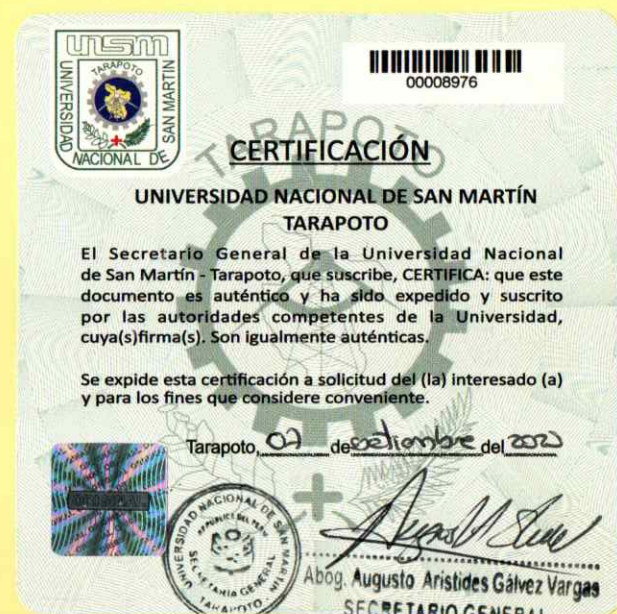 unsm
TARAPOTO
UNIVERSIDAD NACIONAL DE SAN MARTIN
00008976
TARAPOTO
CERTIFICACIÓN
UNIVERSIDAD NACIONAL DE SAN MARTÍN
TARAPOTO
El Secretario General de la Universidad Nacional
de San Martín - Tarapoto, que suscribe, CERTIFICA: que este
documento es auténtico y ha sido expedido y suscrito
por las autoridades competentes de la Universidad,
cuya(s)firma(s). Son igualmente auténticas.
Se expide esta certificación a solicitud del (la) interesado (a)
y para los fines que considere conveniente.
Tarapoto, 07 de setiembre del 2020
UNIVERSIDAD NACIONAL DE SAN MARTIN
REPUBLICA DEL PERU
SECRETARIA GENERAL
TARAPOTO
Abog. Augusto Arístides Gálvez Vargas
SECRETARIO GENERAL